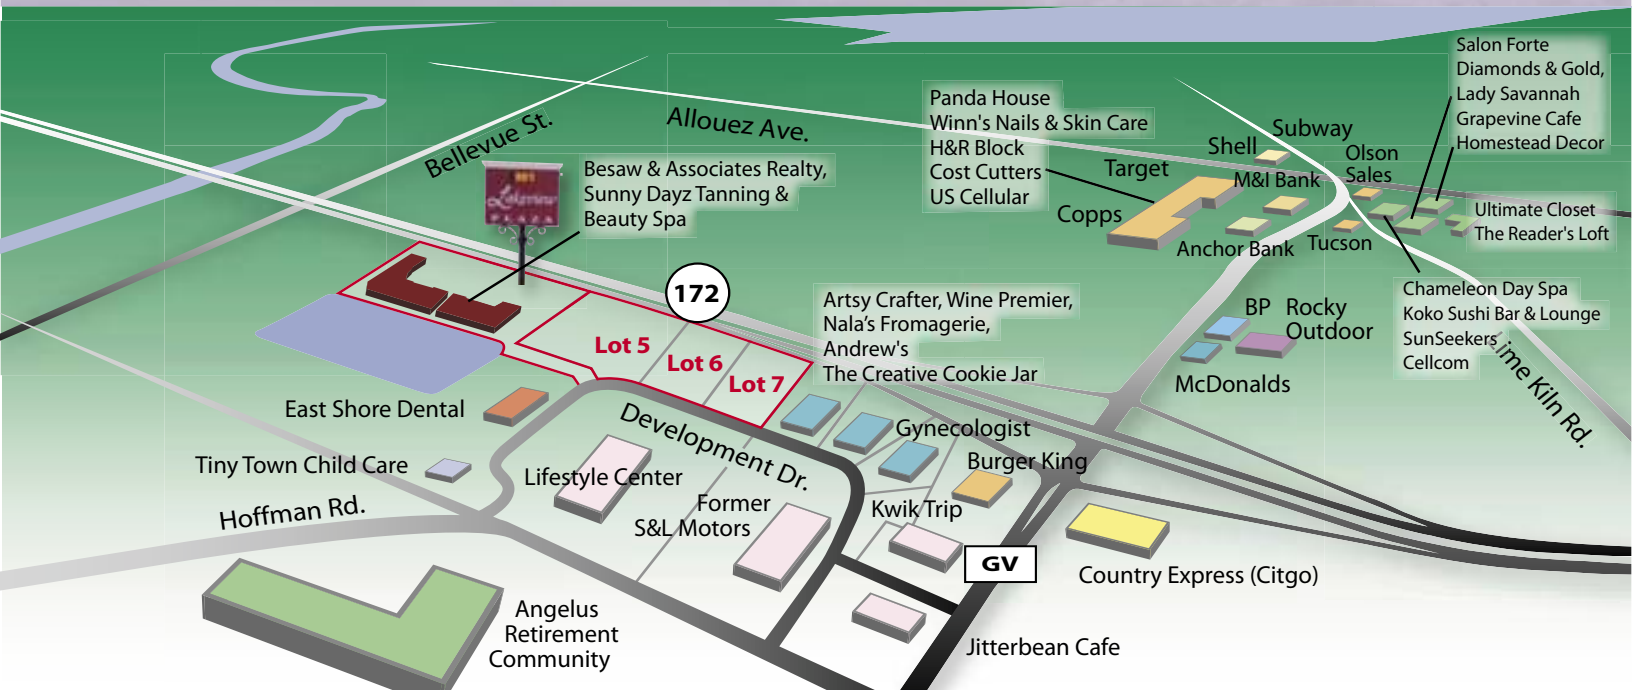 Salon Forte
Diamonds & Gold,
Lady Savannah
Grapevine Cafe
Homestead Decor
Panda House
Winn's Nails & Skin Care
H&R Block
Cost Cutters
US Cellular
Allouez Ave.
Bellevue St.
Subway
Shell
Olson
Sales
Target
M&I Bank
Copps
Anchor Bank
Tucson
Ultimate Closet
The Reader's Loft
Lakeview
Besaw & Associates Realty,
Sunny Dayz Tanning &
Beauty Spa
172
Artsy Crafter, Wine Premier,
Nala's Fromagerie,
Andrew's
The Creative Cookie Jar
BP
Rocky
Outdoor
McDonalds
Chameleon Day Spa
Koko Sushi Bar & Lounge
SunSeekers
Cellcom
Lime Kiln Rd.
Lot 5
Lot 6
Lot 7
East Shore Dental
Development Dr.
Gynecologist
Tiny Town Child Care
Lifestyle Center
Burger King
Hoffman Rd.
Former
S&L Motors
Kwik Trip
GV
Country Express (Citgo)
Angelus
Retirement
Community
Jitterbean Cafe